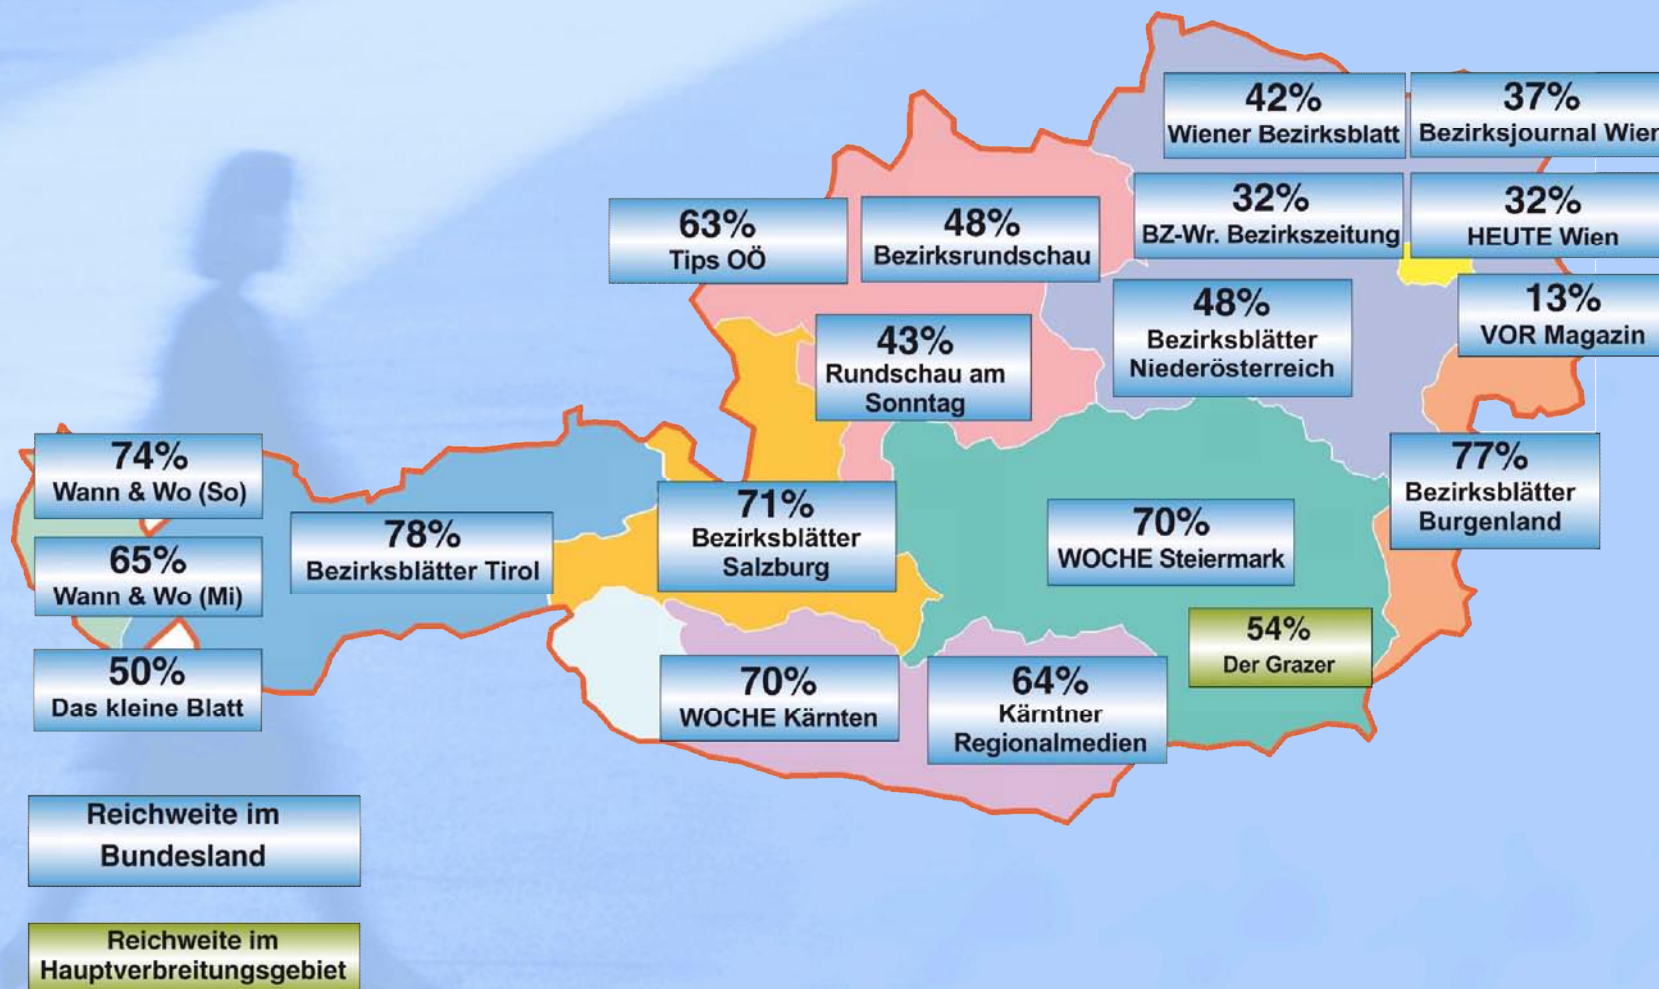 42%
Wiener Bezirksblatt
37%
Bezirksjournal Wien
63%
Tips OÖ
48%
Bezirksrundschau
32%
BZ-Wr. Bezirkszeitung
32%
HEUTE Wien
43%
Rundschau am
Sonntag
48%
Bezirksblätter
Niederösterreich
13%
VOR Magazin
74%
Wann & Wo (So)
65%
Wann & Wo (Mi)
50%
Das kleine Blatt
78%
Bezirksblätter Tirol
71%
Bezirksblätter
Salzburg
70%
WOCHE Steiermark
77%
Bezirksblätter
Burgenland
54%
Der Grazer
70%
WOCHE Kärnten
64%
Kärntner
Regionalmedien
Reichweite im
Bundesland
Reichweite im
Hauptverbreitungsgebiet